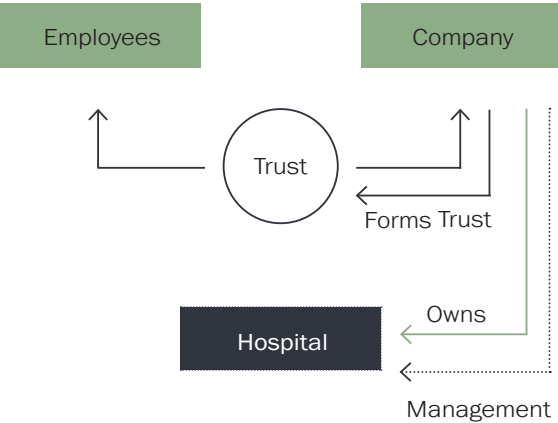 Employees
Company
Trust
Forms Trust
Owns
Hospital
Management